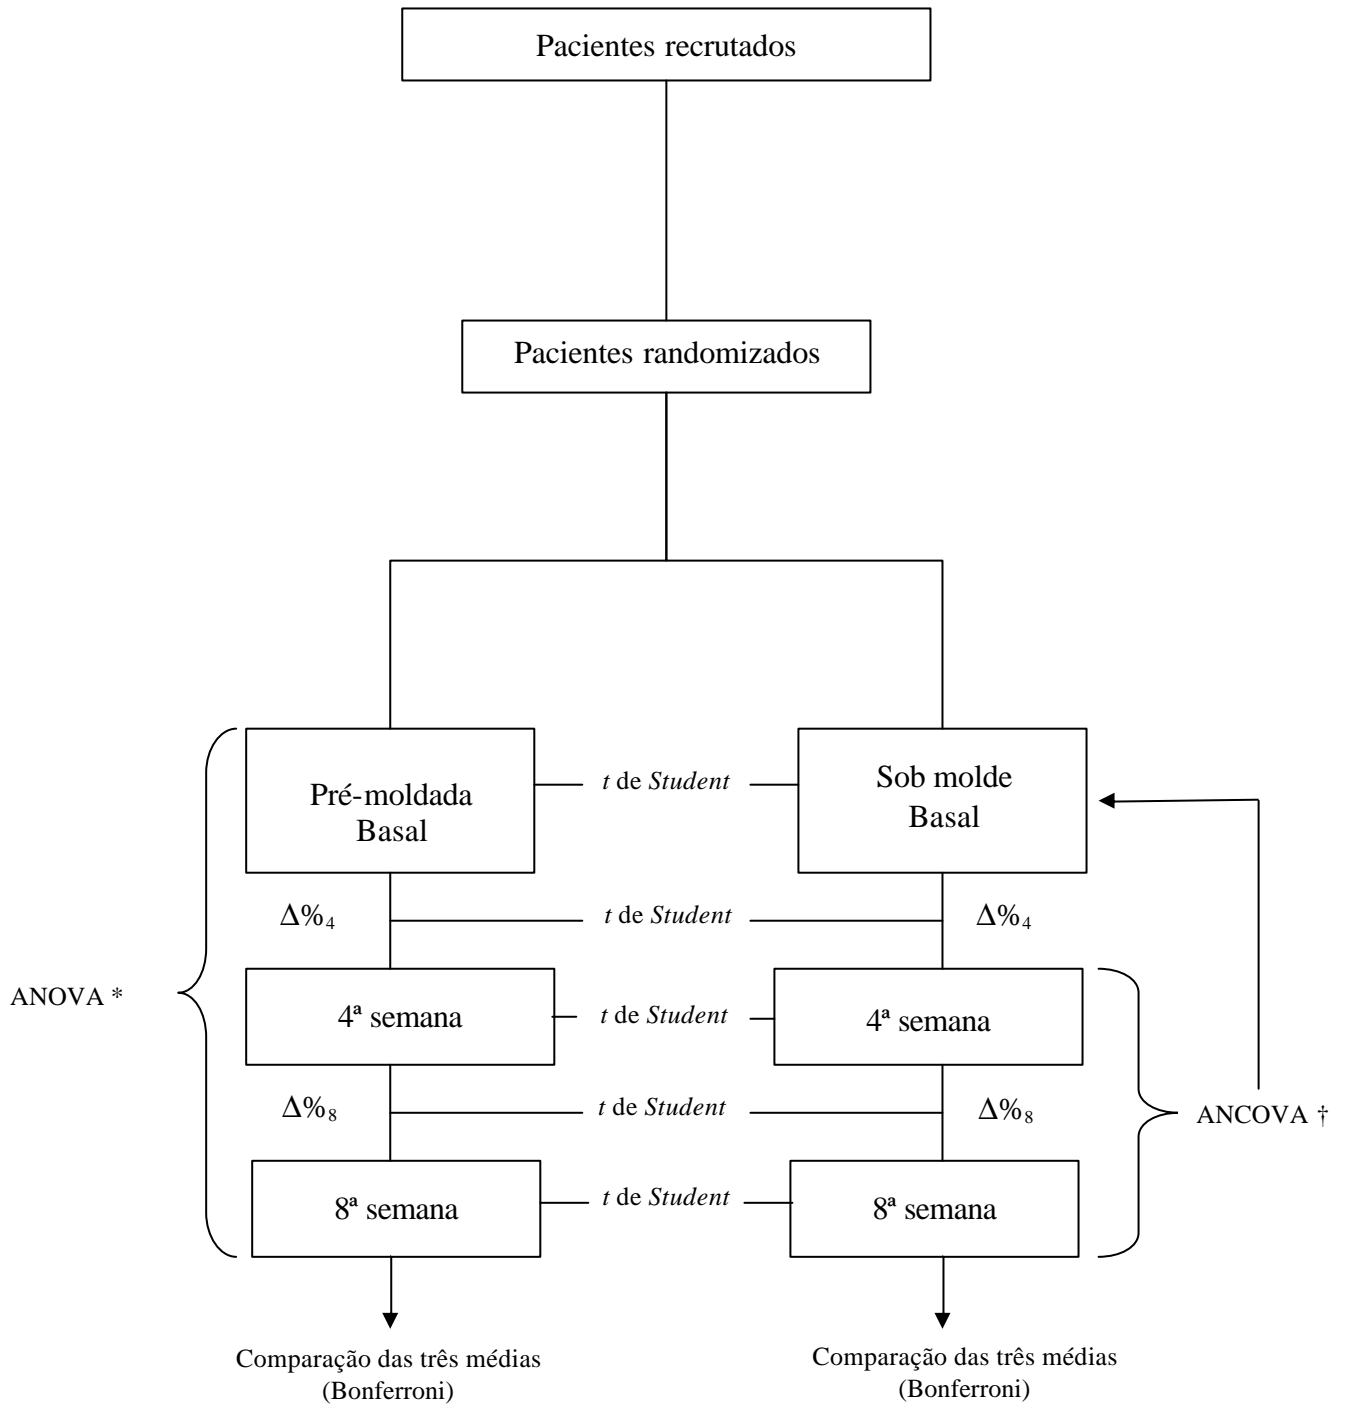 Pacientes recrutados
Pacientes randomizados
Pré-moldada
Basal
t de Student
Sob molde
Basal
Δ%₄
t de Student
Δ%₄
ANOVA *
4ª semana
t de Student
4ª semana
Δ%₈
t de Student
Δ%₈
ANCOVA †
8ª semana
t de Student
8ª semana
Comparação das três médias
(Bonferroni)
Comparação das três médias
(Bonferroni)